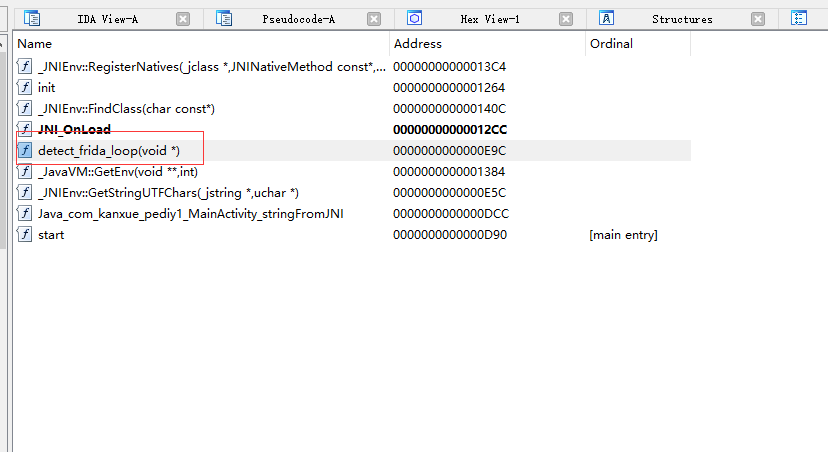 IDA View-A
Pseudocode-A
Hex View-1
Structures
Name Address Ordinal
_JNIEnv::RegisterNatives(_jclass *,JNINativeMethod const*,... 00000000000013C4
init 0000000000001264
_JNIEnv::FindClass(char const*) 000000000000140C
JNI_OnLoad 00000000000012CC
detect_frida_loop(void *) 0000000000000E9C
_JavaVM::GetEnv(void **,int) 0000000000001384
_JNIEnv::GetStringUTFChars(_jstring *,uchar *) 0000000000000E5C
Java_com_kanxue_pediy1_MainActivity_stringFromJNI 0000000000000DCC
start 0000000000000D90 [main entry]